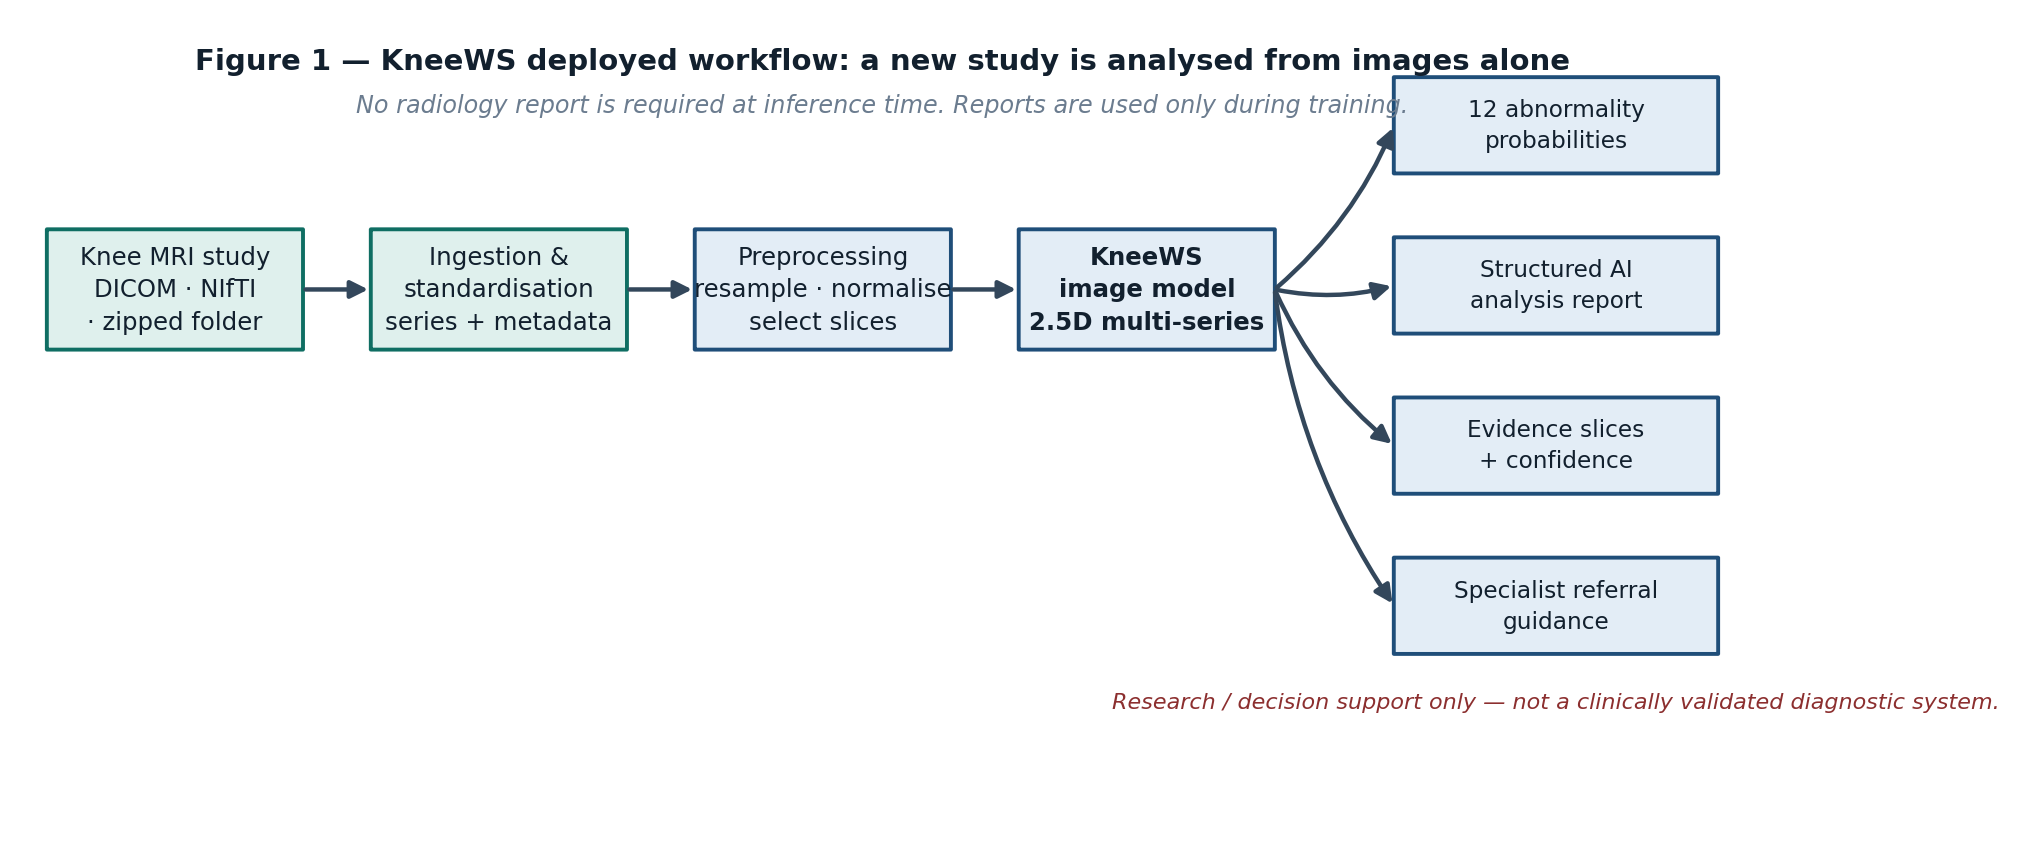 Figure 1 — KneeWS deployed workflow: a new study is analysed from images alone
No radiology report is required at inference time. Reports are used only during training.
Knee MRI study
DICOM · NIfTI
· zipped folder
Ingestion &
standardisation
series + metadata
Preprocessing
resample · normalise
select slices
KneeWS
image model
2.5D multi-series
12 abnormality
probabilities
Structured AI
analysis report
Evidence slices
+ confidence
Specialist referral
guidance
Research / decision support only — not a clinically validated diagnostic system.